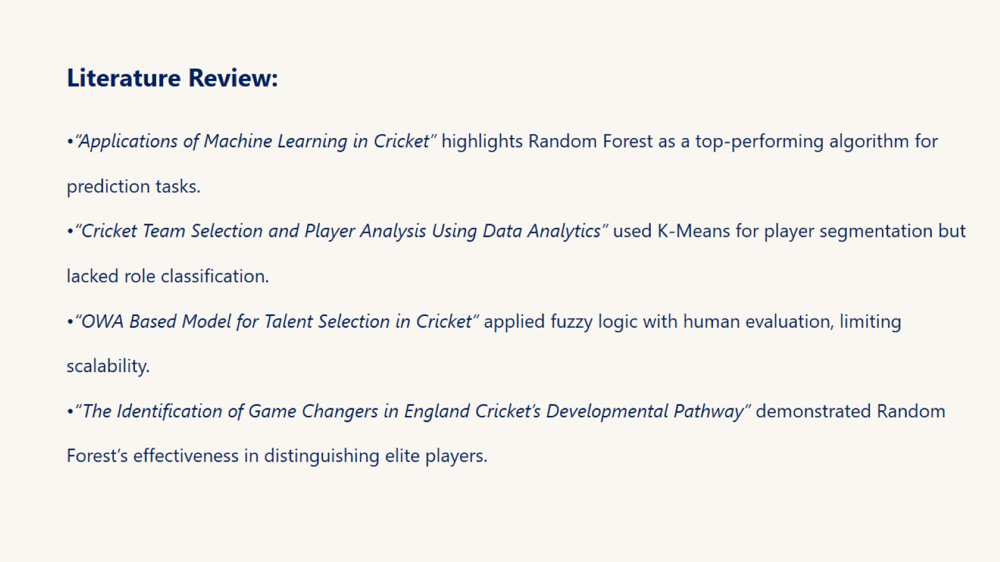 Literature Review:
•“Applications of Machine Learning in Cricket” highlights Random Forest as a top-performing algorithm for
prediction tasks.
•“Cricket Team Selection and Player Analysis Using Data Analytics” used K-Means for player segmentation but
lacked role classification.
•“OWA Based Model for Talent Selection in Cricket” applied fuzzy logic with human evaluation, limiting
scalability.
•“The Identification of Game Changers in England Cricket’s Developmental Pathway” demonstrated Random
Forest’s effectiveness in distinguishing elite players.